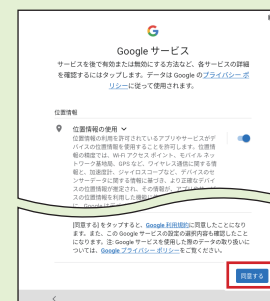 Google サービス
サービスを後で有効または無効にする方法など、各サービスの詳細
を確認するにはタップします。データは Google のプライバシー ポ
リシーに従って使用されます。
位置情報
位置情報の使用
位置情報の利用を許可されているアプリやサービスがデ
バイスの位置情報を使用することを許可します。位置情
報の精度では、Wi-Fi アクセス ポイント、モバイル ネッ
トワーク基地局、GPS など、ワイヤレス通信に関する情
報と、加速度計、ジャイロスコープなど、デバイスのセ
ンサーデータに関する情報に基づき、より正確なデバイ
スの位置情報が推定され、その情報が、
スの位置情報を利用した機能
[同意する] をタップすると、Google 利用規約に同意したことになり
ます。また、この Google サービスの設定の選択内容も確認したこと
になります。注: Google サービスを使用した際のデータの取り扱いに
ついては、Google プライバシー ポリシーをご覧ください。
同意する